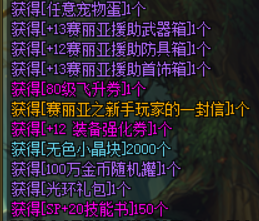 获得[任意宠物蛋]1个
获得[+13赛丽亚援助武器箱]1个
获得[+12赛丽亚援助防具箱]1个
获得[+13赛丽亚援助首饰箱]1个
获得[80级飞升券]1个
获得[赛丽亚之新手玩家的一封信]1个
获得[+12 装备强化券]1个
获得[无色小晶块]2000个
获得[100万金币随机罐]1个
获得[光环礼包]1个
获得[SP+20技能书]150个